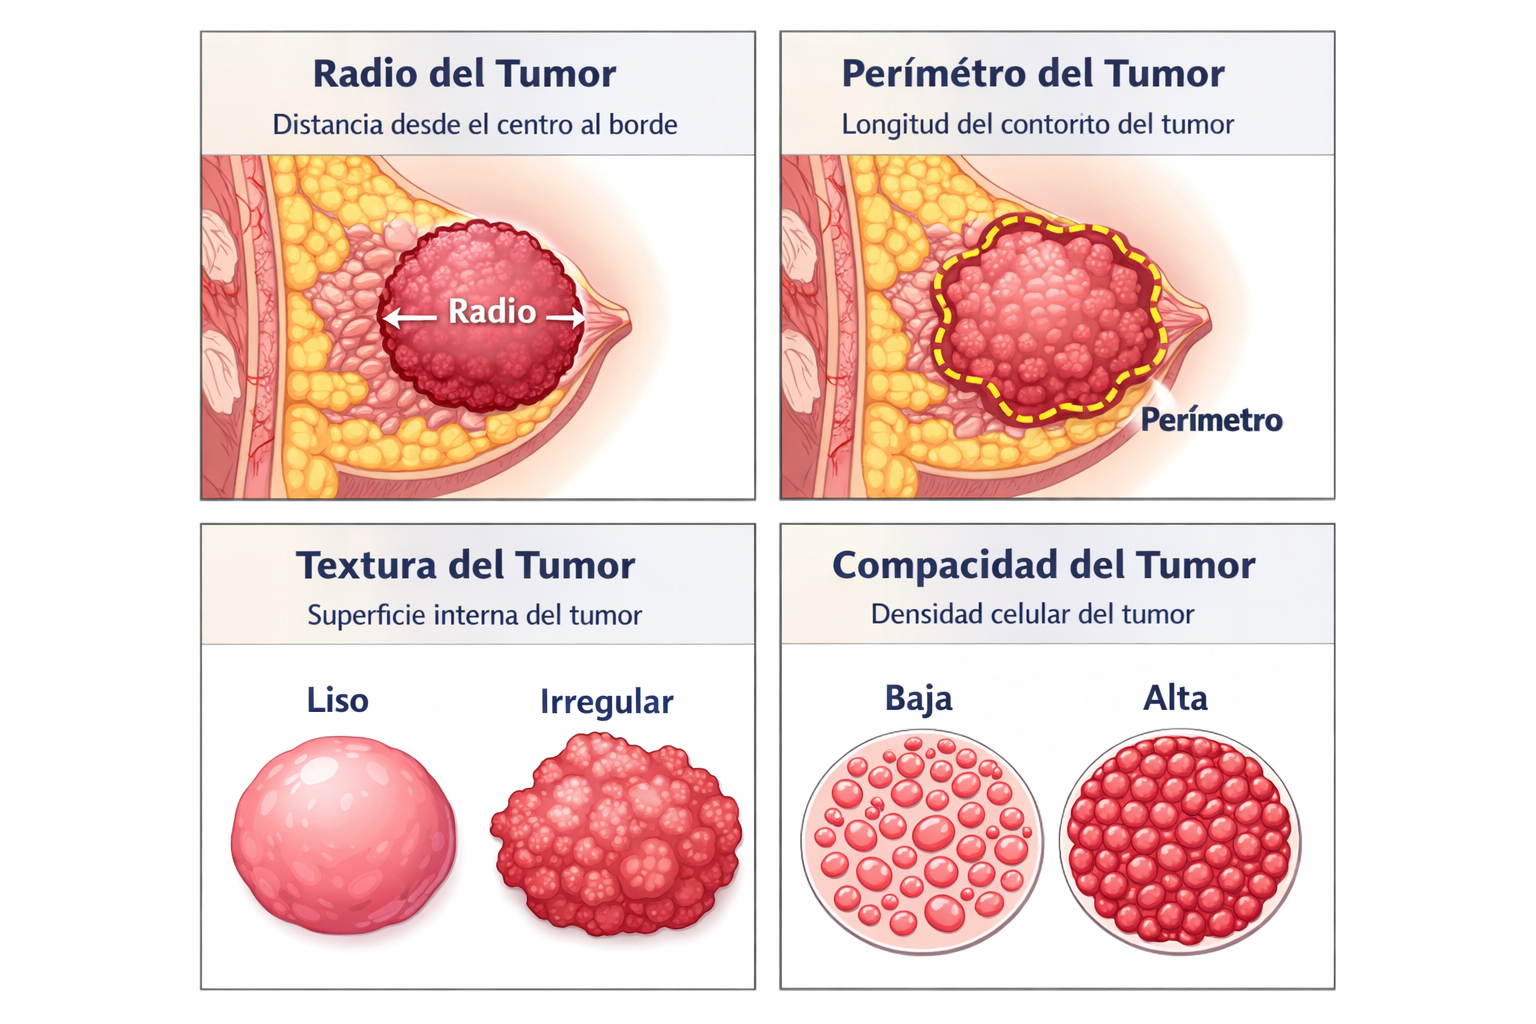 Radio del Tumor
Distancia desde el centro al borde
Radio
Perímétro del Tumor
Longitud del contorito del tumor
Perímetro
Textura del Tumor
Superficie interna del tumor
Liso
Irregular
Compacidad del Tumor
Densidad celular del tumor
Baja
Alta